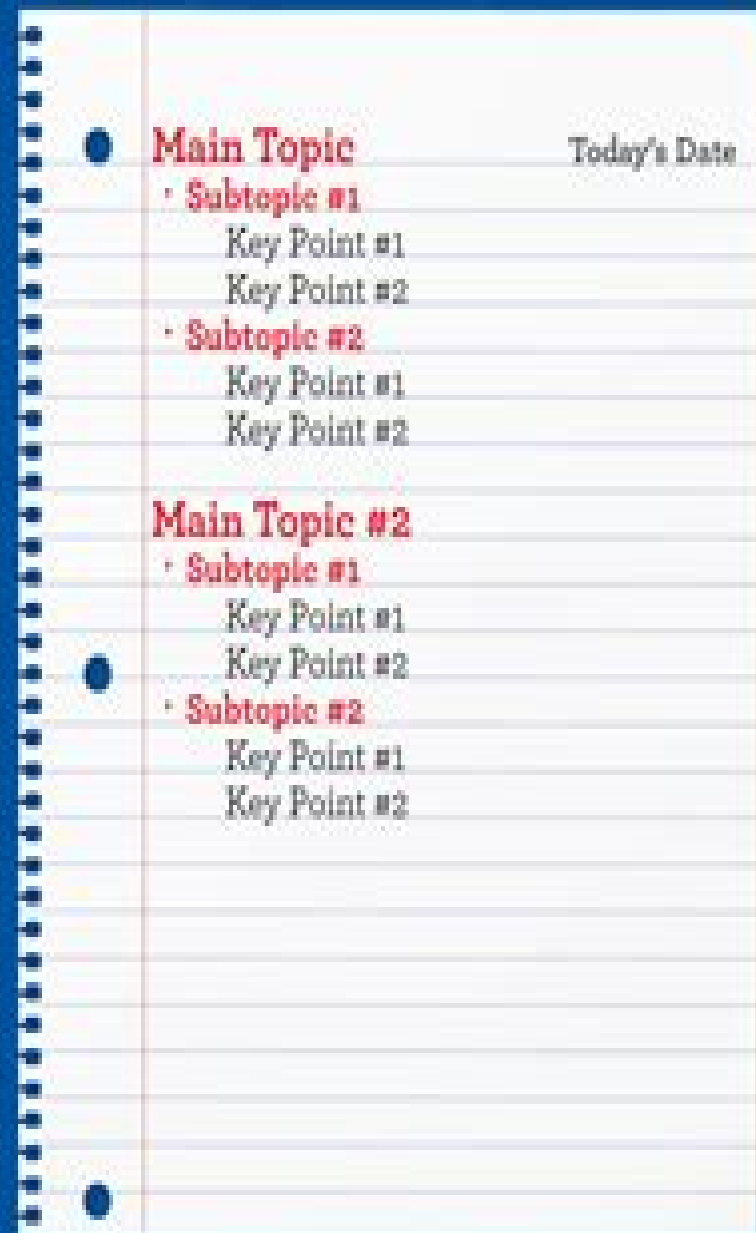 Main Topic Today's Date
· Subtopic #1
Key Point #1
Key Point #2
· Subtopic #2
Key Point #1
Key Point #2
Main Topic #2
· Subtopic #1
Key Point #1
Key Point #2
· Subtopic #2
Key Point #1
Key Point #2